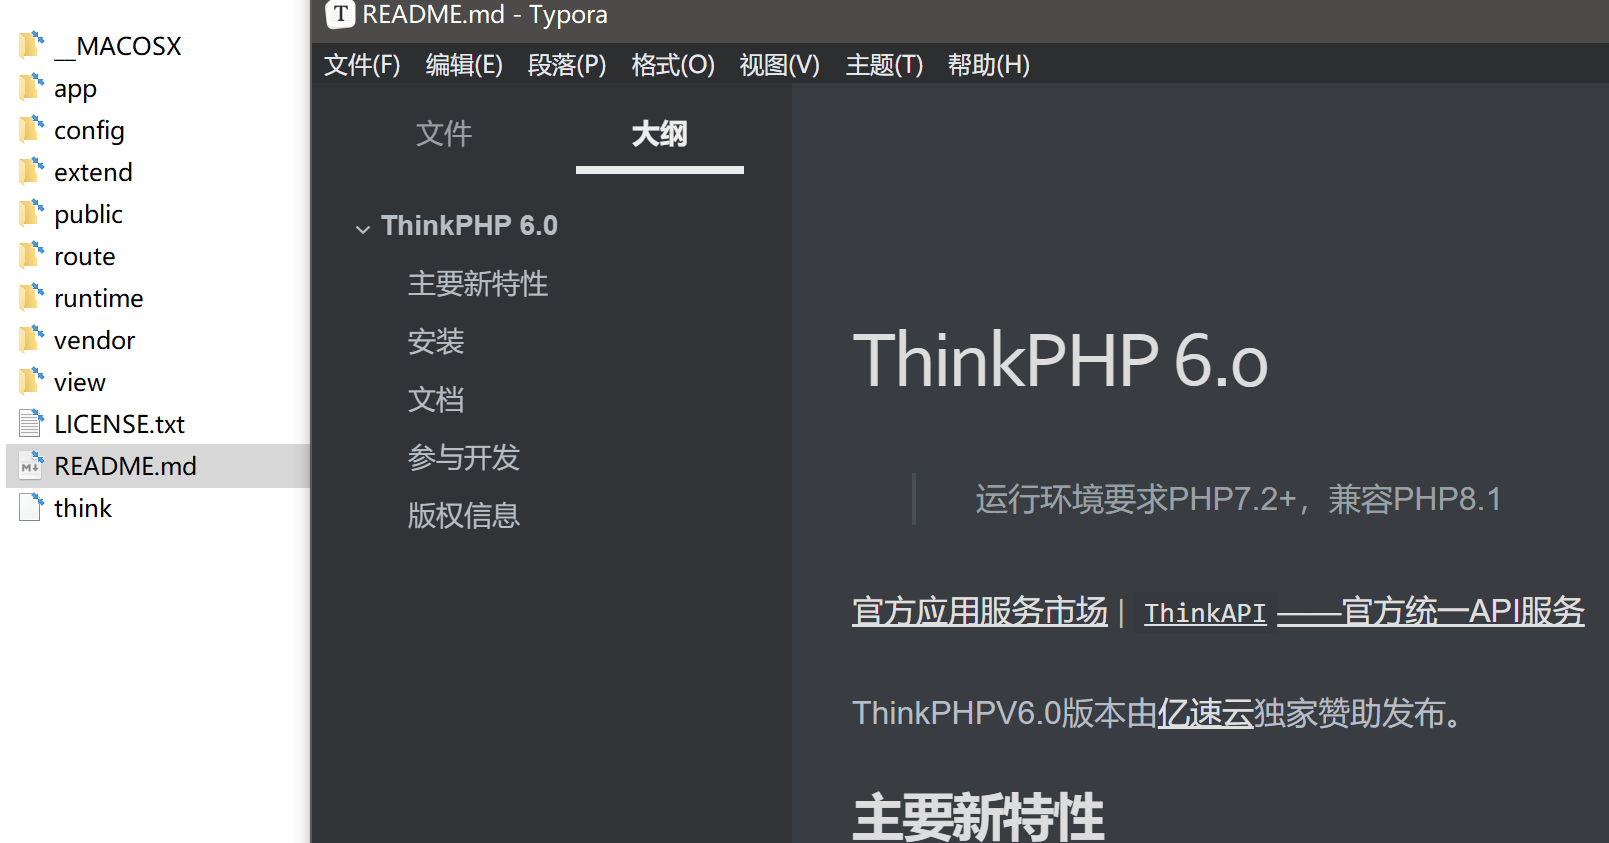 __MACOSX
app
config
extend
public
route
runtime
vendor
view
LICENSE.txt
README.md
think
T README.md - Typora
文件(F) 编辑(E) 段落(P) 格式(O) 视图(V) 主题(T) 帮助(H)
文件 大纲
ThinkPHP 6.0
主要新特性
安装
文档
参与开发
版权信息
ThinkPHP 6.0
运行环境要求PHP7.2+，兼容PHP8.1
官方应用服务市场 | ThinkAPI ——官方统一API服务
ThinkPHPV6.0版本由亿速云独家赞助发布。
主要新特性